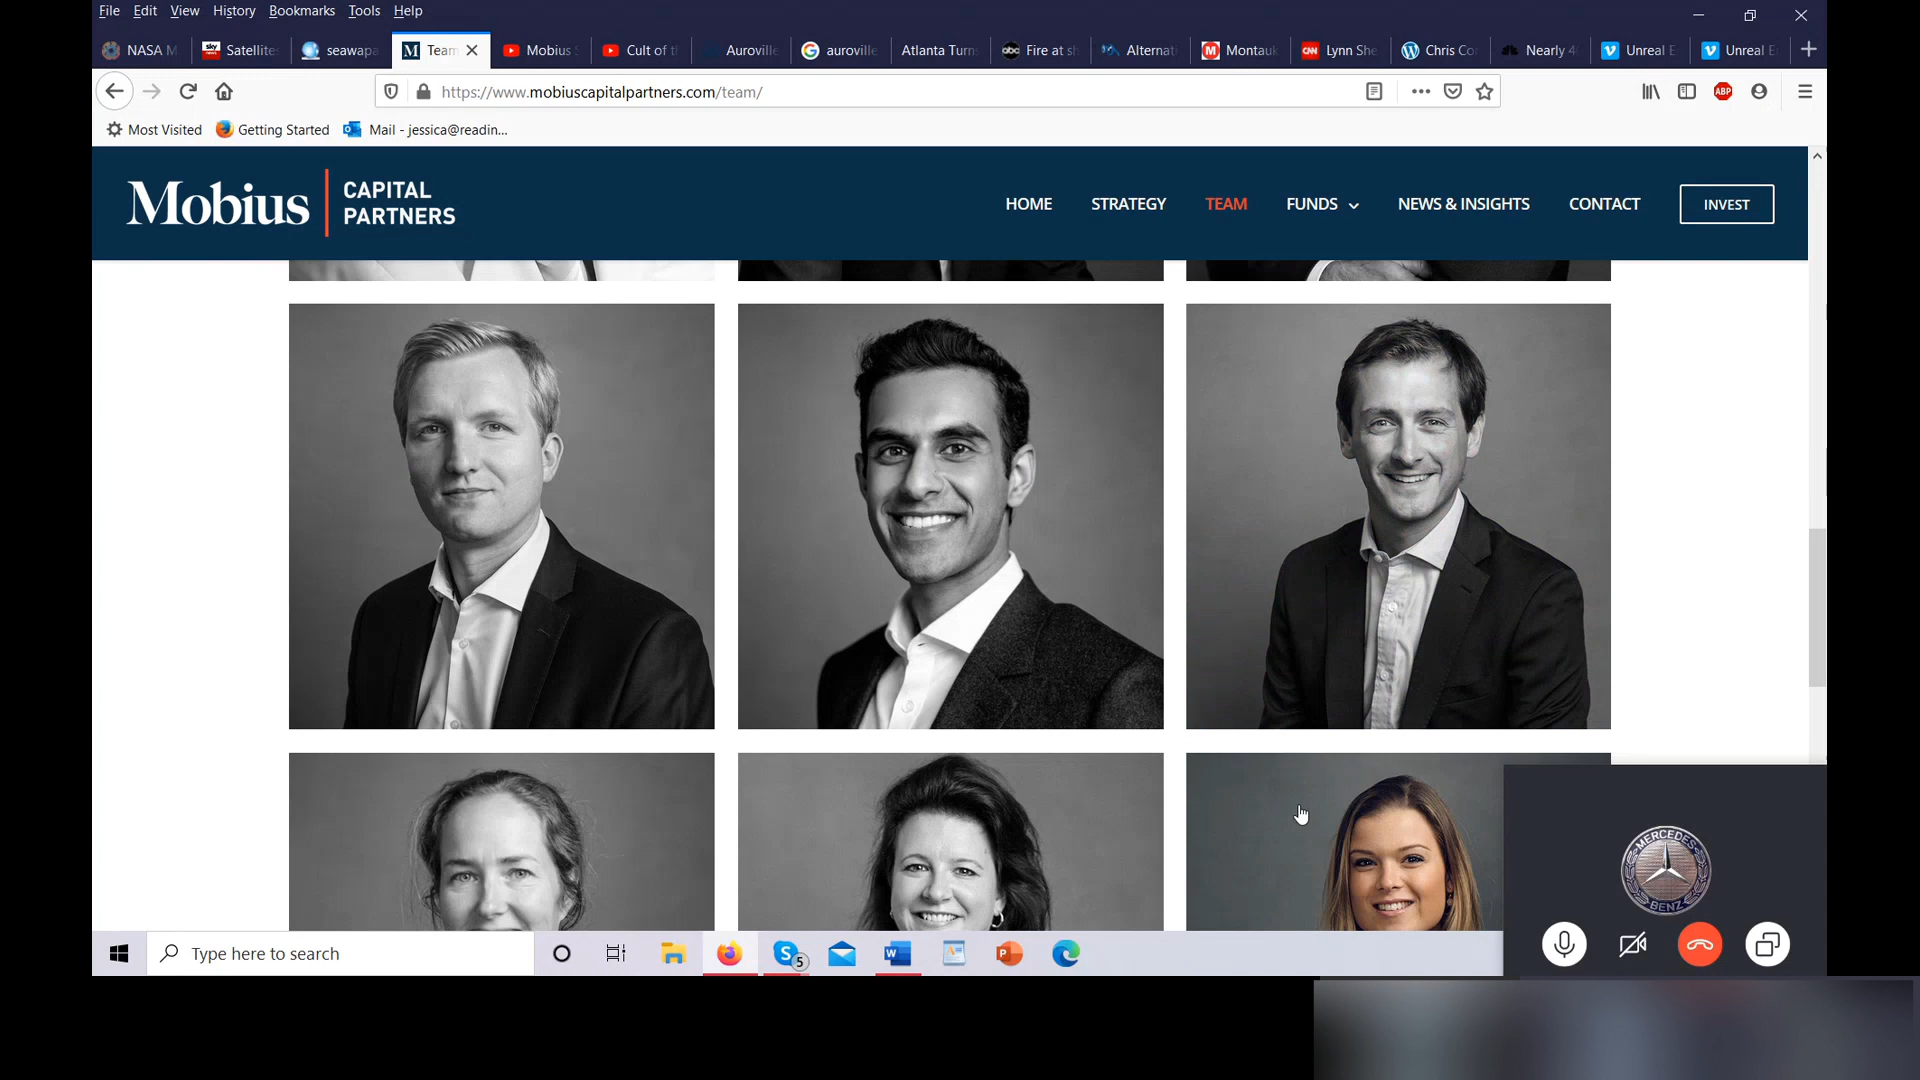 File Edit View History Bookmarks Tools Help
NASA M Satellite seawapa Team Mobius S Cult of th Auroville auroville Atlanta Turn Fire at sh Alternat Montauk Lynn She Chris Co Nearly 4 Unreal E Unreal E
https://www.mobiuscapitalpartners.com/team/
ABP
Most Visited Getting Started Mail - jessica@readin...
Mobius CAPITAL PARTNERS
HOME STRATEGY TEAM FUNDS NEWS & INSIGHTS CONTACT INVEST
MERCEDES
BENZ
Type here to search
5